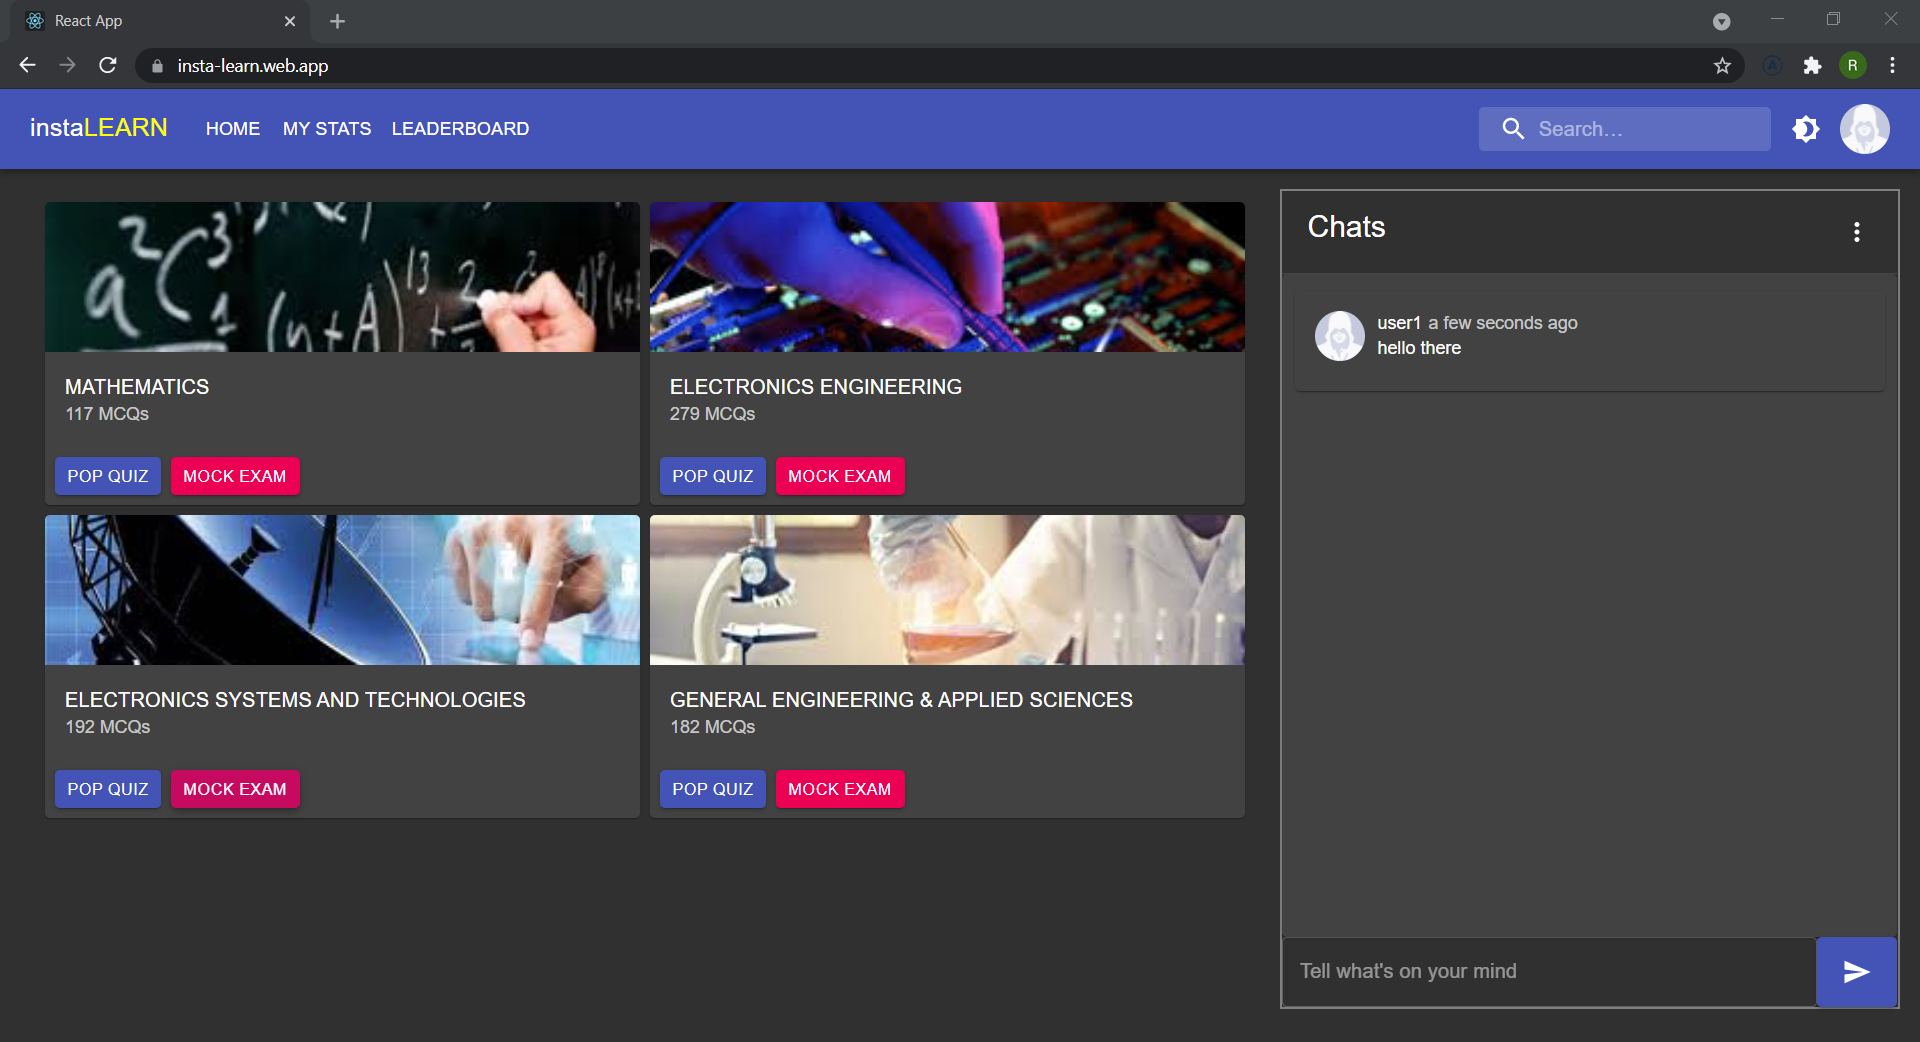 React App
insta-learn.web.app
R
instaLEARN HOME MY STATS LEADERBOARD Search...
MATHEMATICS
117 MCQs
POP QUIZ MOCK EXAM
ELECTRONICS ENGINEERING
279 MCQs
POP QUIZ MOCK EXAM
ELECTRONICS SYSTEMS AND TECHNOLOGIES
192 MCQs
POP QUIZ MOCK EXAM
GENERAL ENGINEERING & APPLIED SCIENCES
182 MCQs
POP QUIZ MOCK EXAM
Chats
user1 a few seconds ago
hello there
Tell what's on your mind